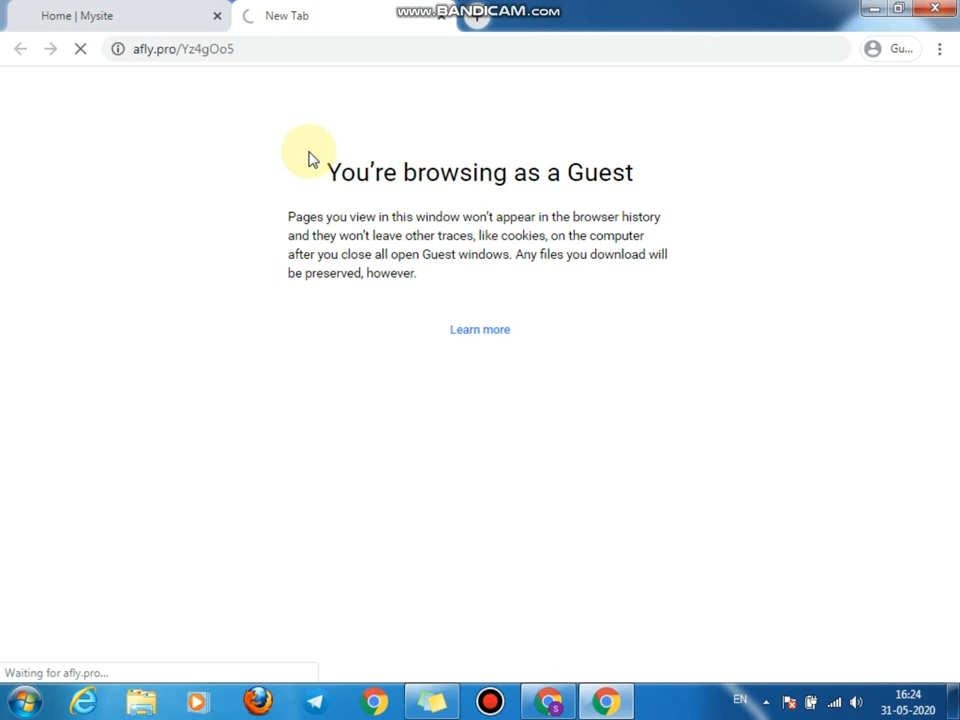 www.BANDICAM.com
Home | Mysite
New Tab
afly.pro/Yz4gOo5
Gu...
You're browsing as a Guest
Pages you view in this window won't appear in the browser history
and they won't leave other traces, like cookies, on the computer
after you close all open Guest windows. Any files you download will
be preserved, however.
Learn more
Waiting for afly.pro...
S
EN
16:24
31-05-2020